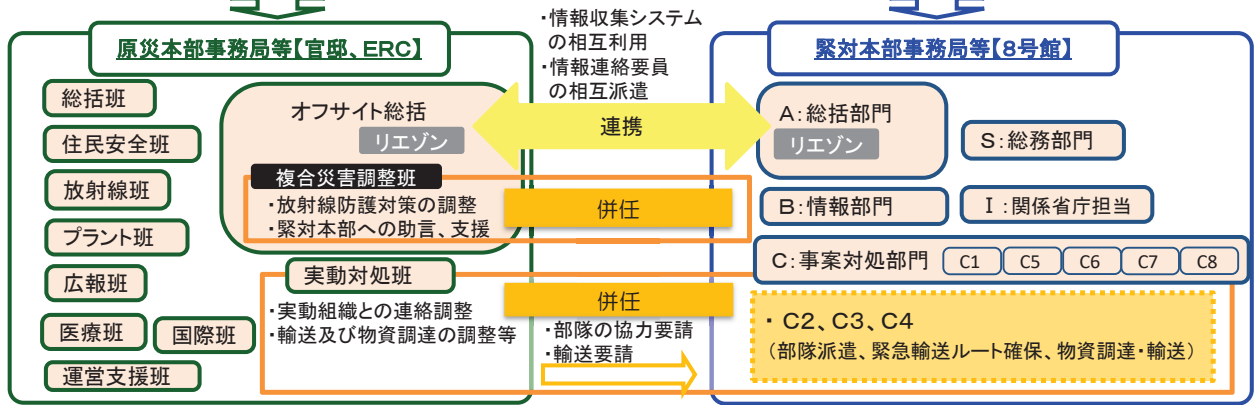 原災本部事務局等【官邸、ERC】
総括班
住民安全班
放射線班
プラント班
広報班
医療班
国際班
運営支援班
オフサイト総括
リエゾン
複合災害調整班
・放射線防護対策の調整
・緊対本部への助言、支援
実動対処班
・実動組織との連絡調整
・輸送及び物資調達の調整等
・情報収集システム
の相互利用
・情報連絡要員
の相互派遣
連携
併任
併任
・部隊の協力要請
・輸送要請
緊対本部事務局等【8号館】
A:総括部門
リエゾン
S:総務部門
B:情報部門
I:関係省庁担当
C:事案対処部門
C1
C5
C6
C7
C8
・C2、C3、C4
(部隊派遣、緊急輸送ルート確保、物資調達・輸送)